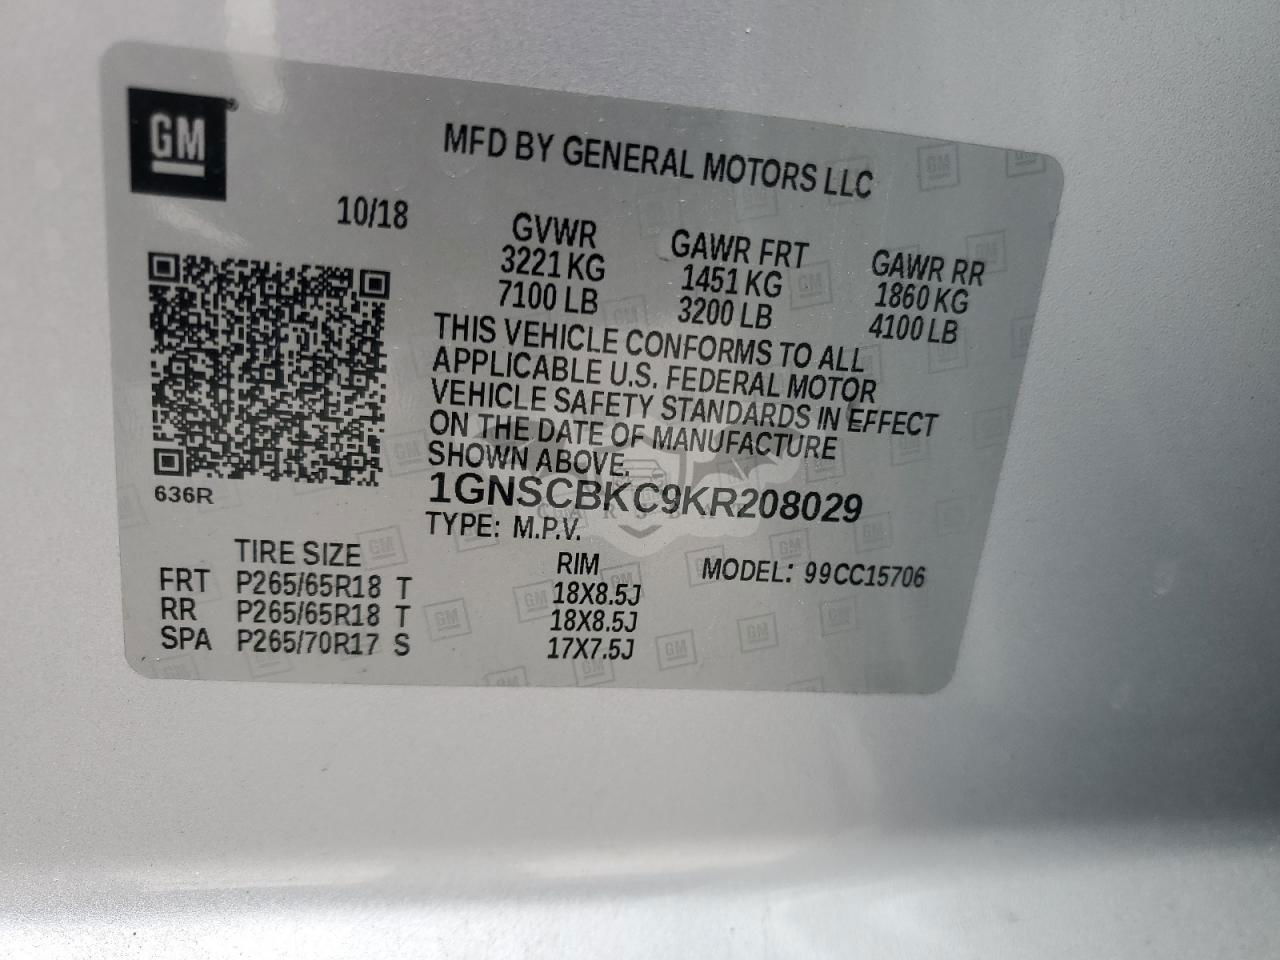 GM
MFD BY GENERAL MOTORS LLC
10/18
GVWR GAWR FRT GAWR RR
3221 KG 1451 KG 1860 KG
7100 LB 3200 LB 4100 LB
THIS VEHICLE CONFORMS TO ALL
APPLICABLE U.S. FEDERAL MOTOR
VEHICLE SAFETY STANDARDS IN EFFECT
ON THE DATE OF MANUFACTURE
SHOWN ABOVE.
636R
1GNSCBKC9KR208029
TYPE: M.P.V.
TIRE SIZE RIM MODEL: 99CC15706
FRT P265/65R18 T 18X8.5J
RR P265/65R18 T 18X8.5J
SPA P265/70R17 S 17X7.5J